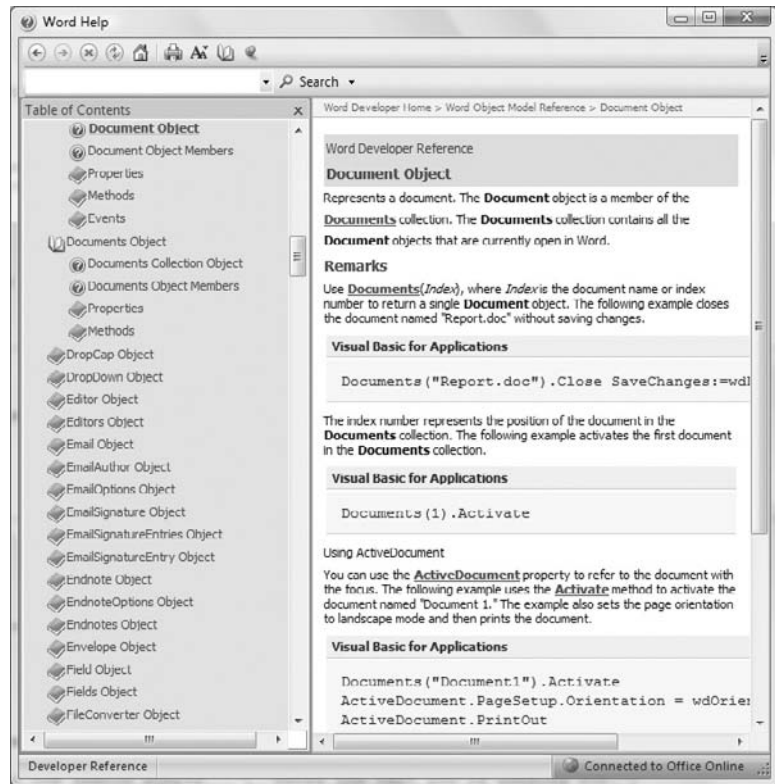 Word Help
Search
Table of Contents
Document Object
Document Object Members
Properties
Methods
Events
Documents Object
Documents Collection Object
Documents Object Members
Properties
Methods
DropCap Object
DropDown Object
Editor Object
Editors Object
Email Object
EmailAuthor Object
EmailOptions Object
EmailSignature Object
EmailSignatureEntries Object
EmailSignatureEntry Object
Endnote Object
EndnoteOptions Object
Endnotes Object
Envelope Object
Field Object
Fields Object
FileConverter Object
Word Developer Home > Word Object Model Reference > Document Object
Word Developer Reference
Document Object
Represents a document. The Document object is a member of the
Documents collection. The Documents collection contains all the
Document objects that are currently open in Word.
Remarks
Use Documents(Index), where Index is the document name or index
number to return a single Document object. The following example closes
the document named "Report.doc" without saving changes.
Visual Basic for Applications
Documents("Report.doc").Close SaveChanges:=wd
The index number represents the position of the document in the
Documents collection. The following example activates the first document
in the Documents collection.
Visual Basic for Applications
Documents(1).Activate
Using ActiveDocument
You can use the ActiveDocument property to refer to the document with
the focus. The following example uses the Activate method to activate the
document named "Document 1." The example also sets the page orientation
to landscape mode and then prints the document.
Visual Basic for Applications
Documents("Document1").Activate
ActiveDocument.PageSetup.Orientation = wdOrie
ActiveDocument.PrintOut
Developer Reference
Connected to Office Online